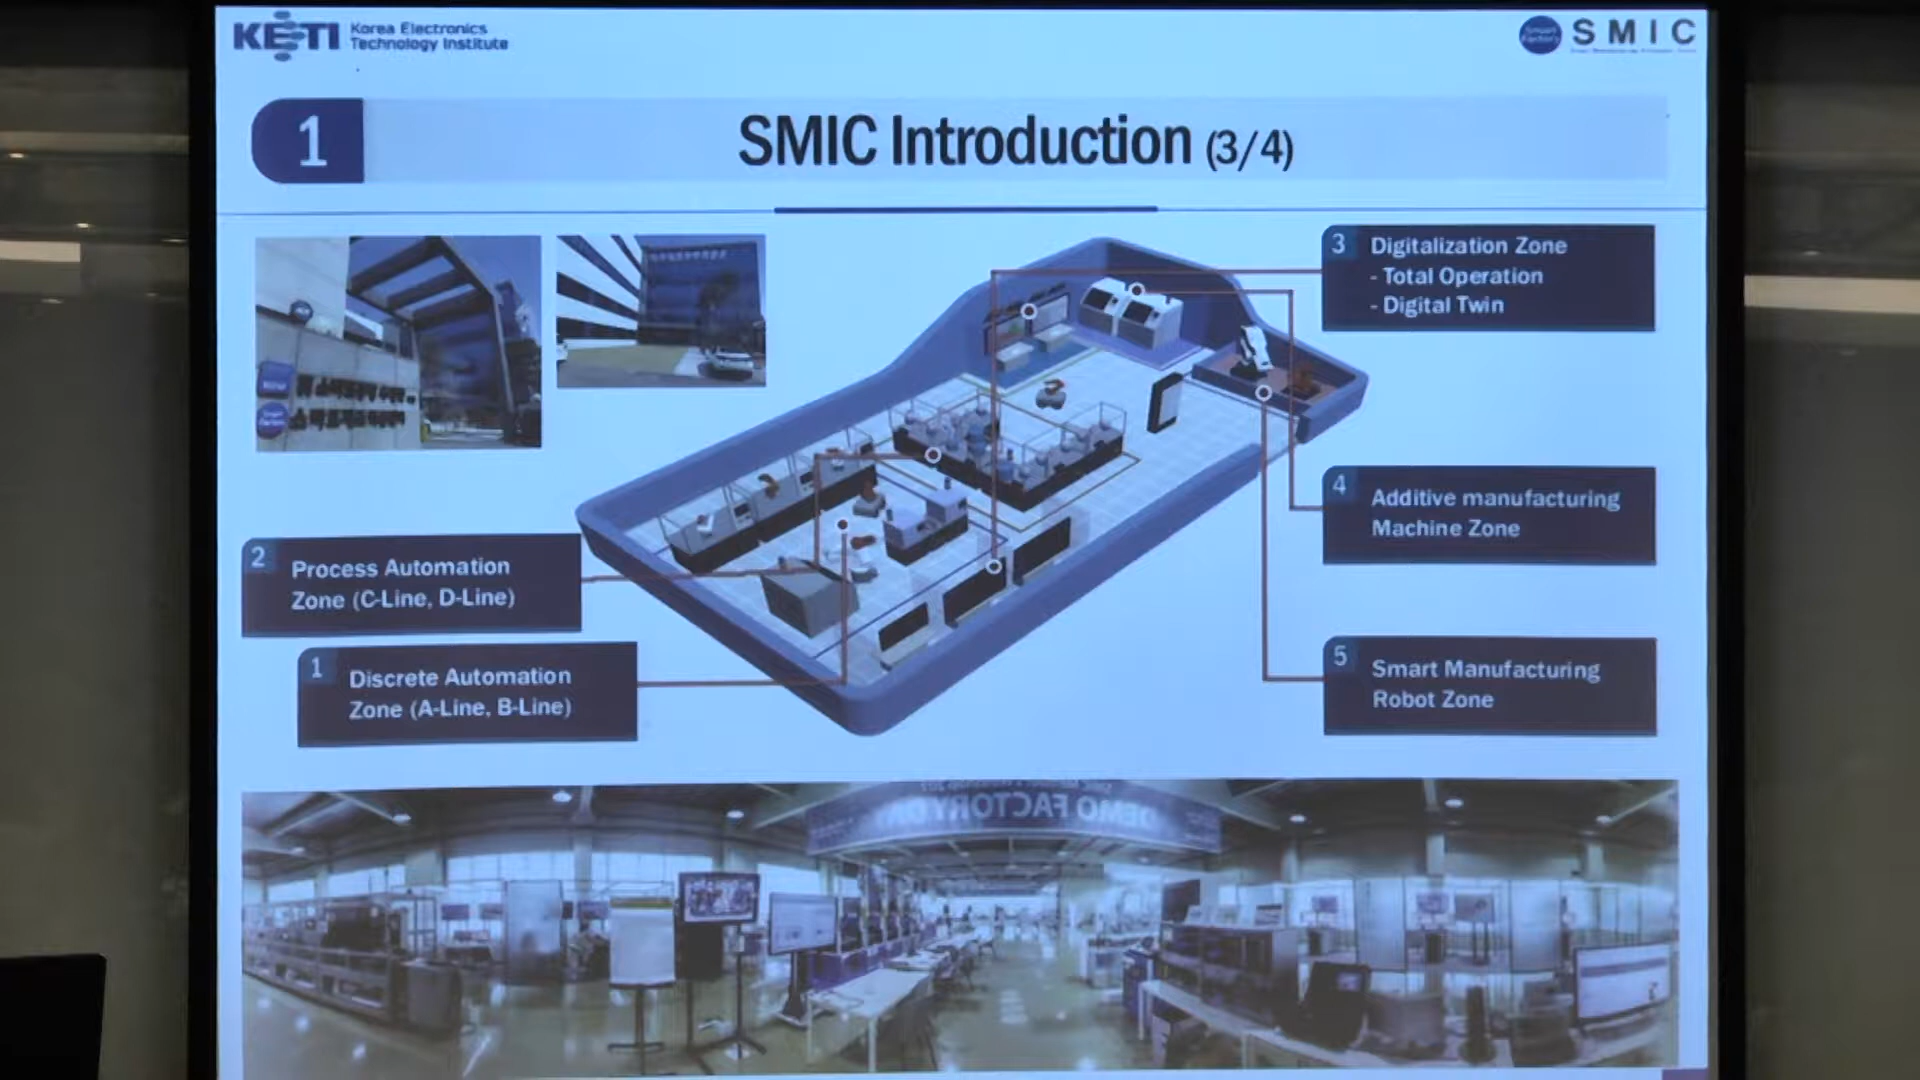 KETI Korea Electronics
Technology Institute
Smart
Factory
SMIC
1
SMIC Introduction (3/4)
3 Digitalization Zone
- Total Operation
- Digital Twin
4 Additive manufacturing
Machine Zone
2 Process Automation
Zone (C-Line, D-Line)
1 Discrete Automation
Zone (A-Line, B-Line)
5 Smart Manufacturing
Robot Zone
DEMO FACTORY ON